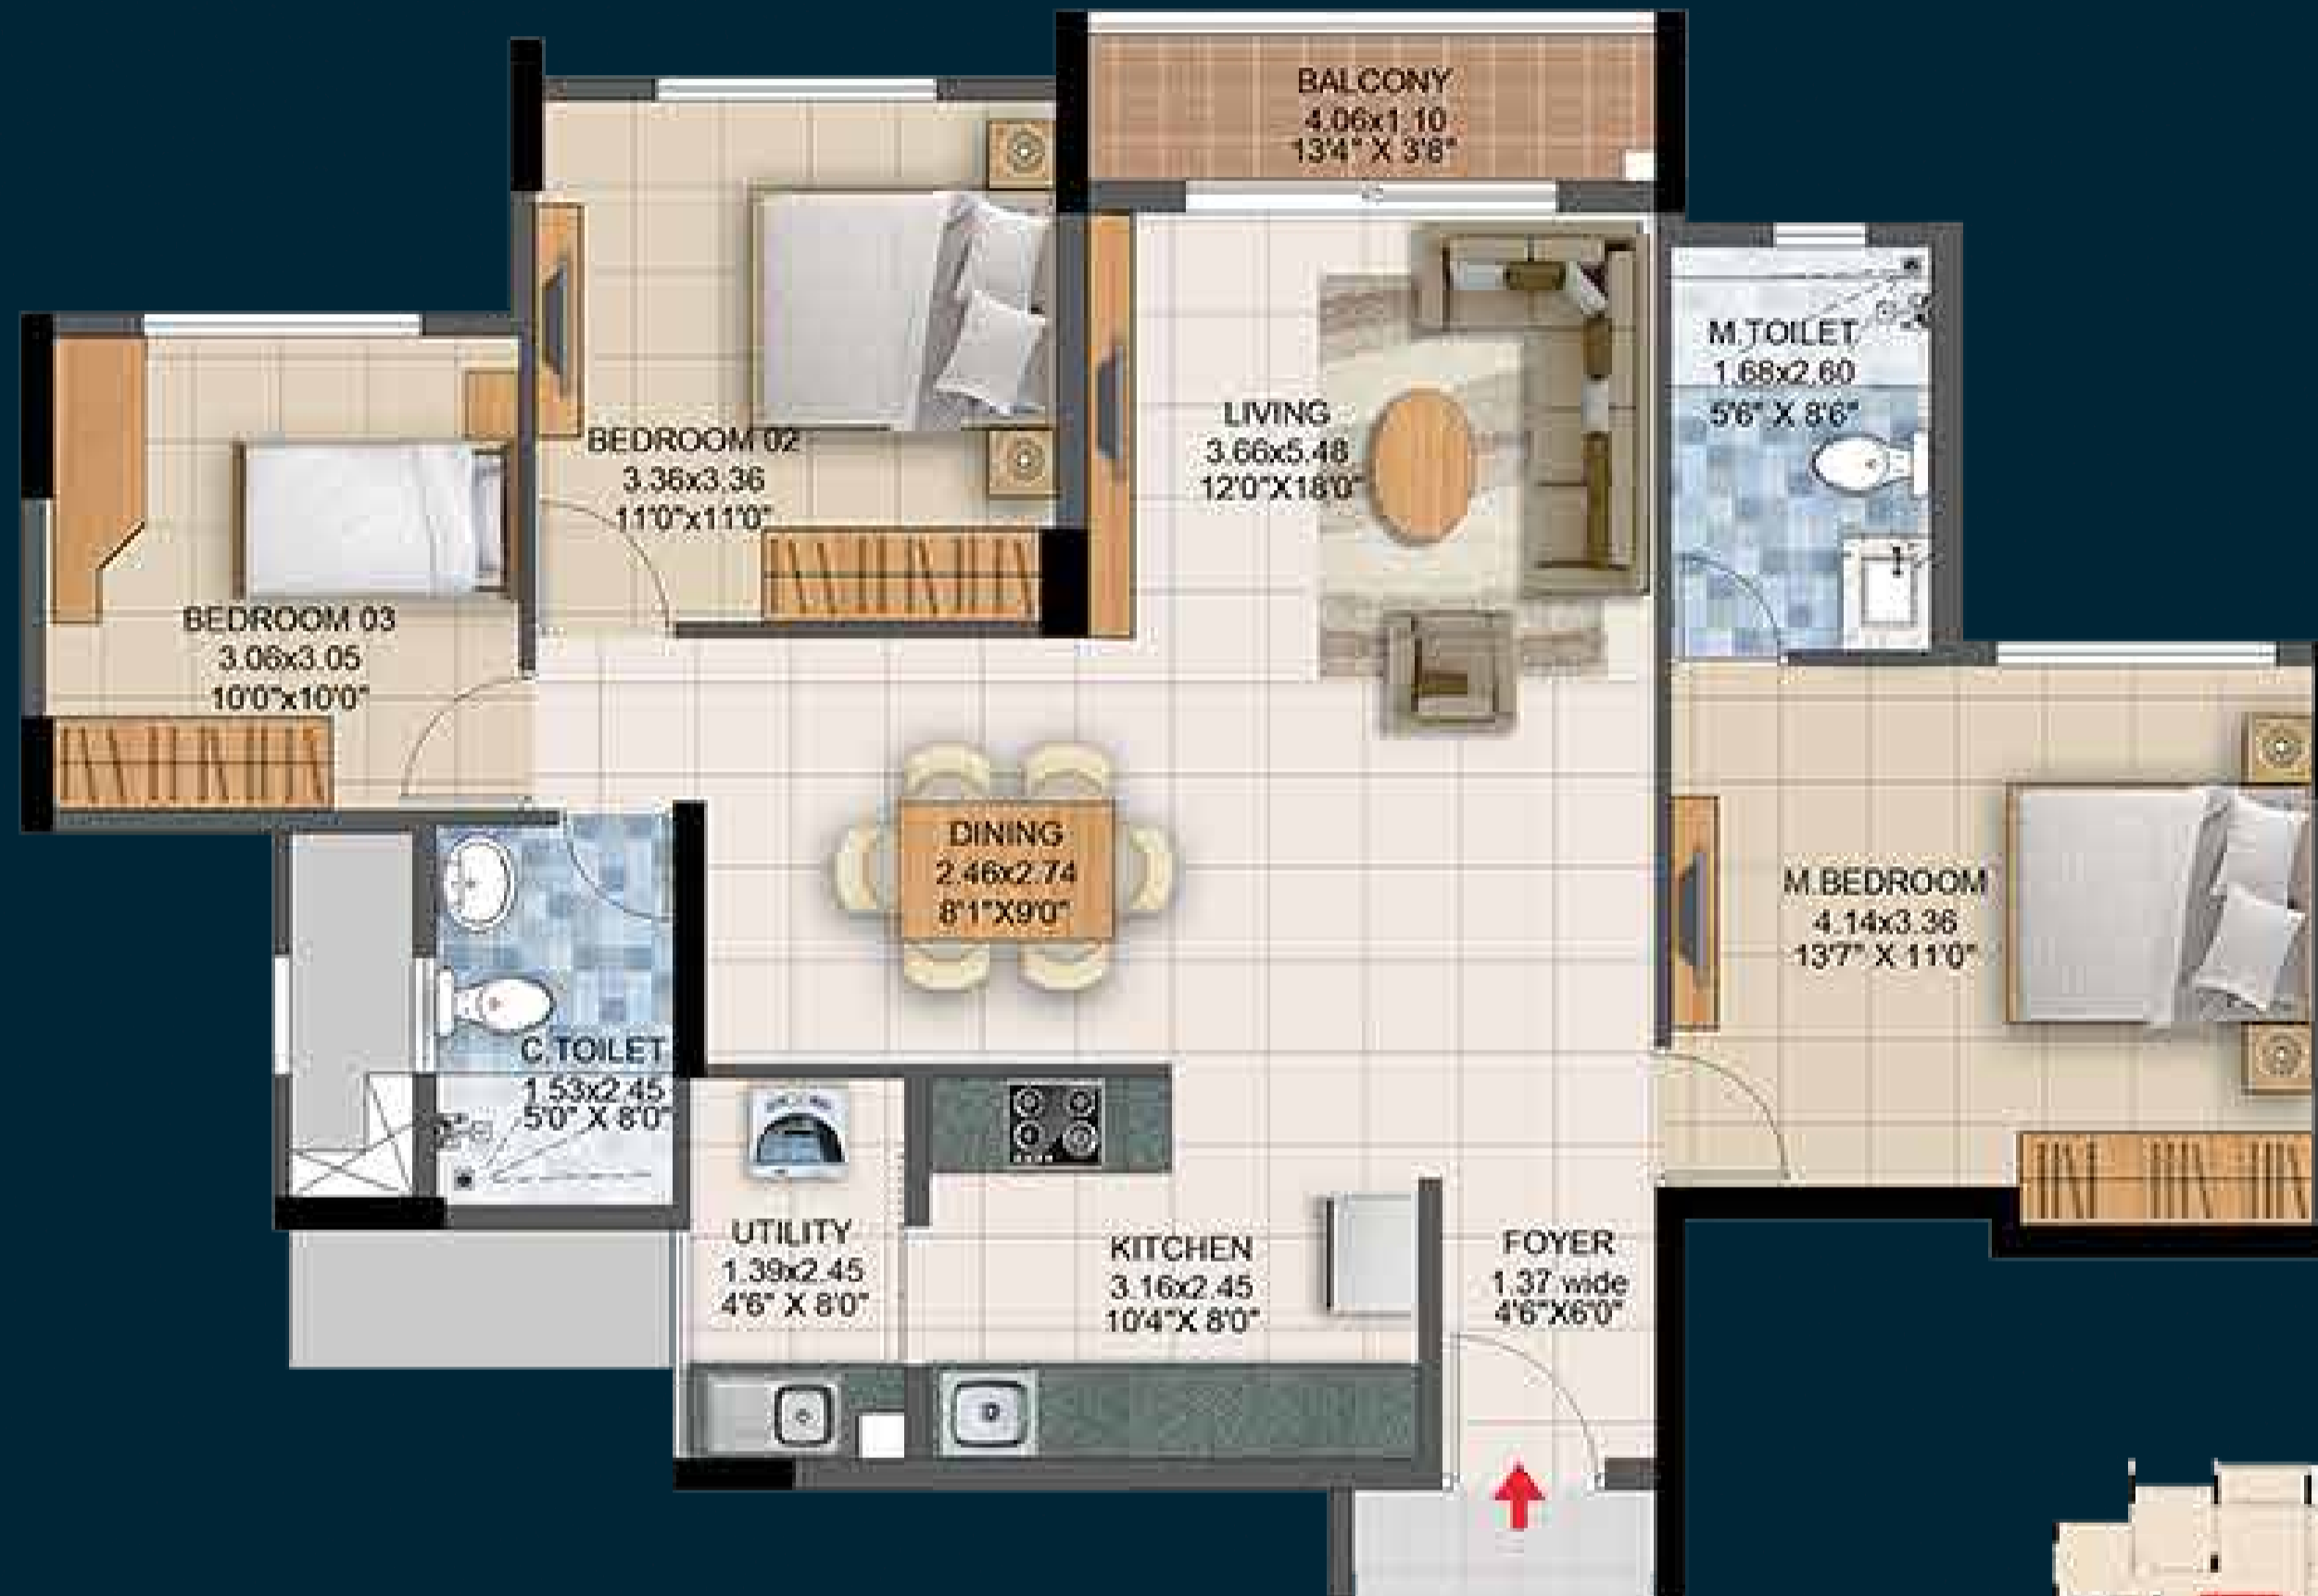 BALCONY
4.06x1.10
13'4" X 3'8"
M.TOILET
1.68x2.60
5'6" X 8'6"
LIVING
3.66x5.48
12'0"X18'0"
BEDROOM 02
3.36x3.36
11'0"x11'0"
BEDROOM 03
3.06x3.05
10'0"x10'0"
DINING
2.46x2.74
8'1"X9'0"
M.BEDROOM
4.14x3.36
13'7" X 11'0"
C.TOILET
1.53x2.45
5'0" X 8'0"
UTILITY
1.39x2.45
4'6" X 8'0"
KITCHEN
3.16x2.45
10'4"X 8'0"
FOYER
1.37 wide
4'6"X6'0"